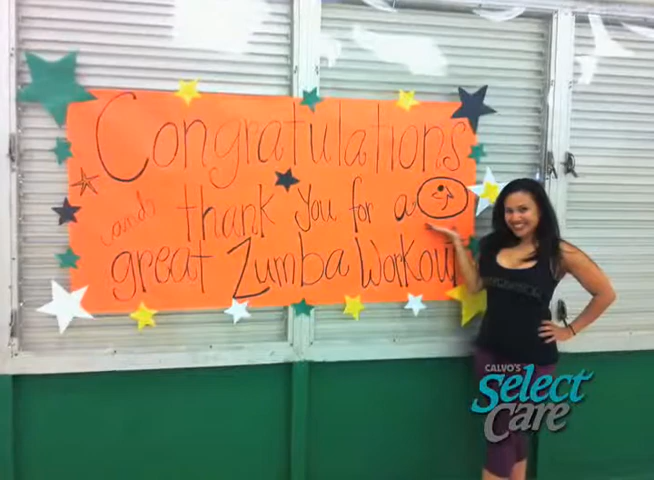 Congratulations
and thank You for a
great Zumba Workout
CALVO'S
Select
Care